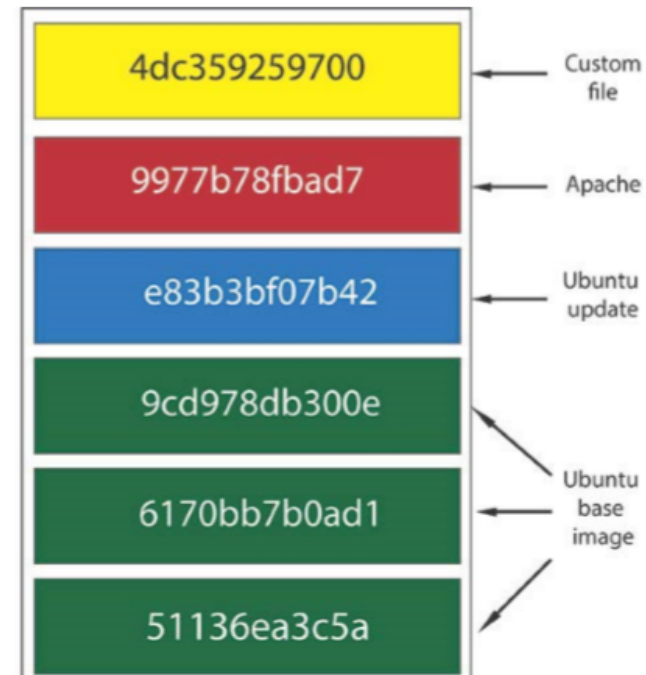 4dc359259700
Custom
file
9977b78fbad7
Apache
e83b3bf07b42
Ubuntu
update
9cd978db300e
6170bb7b0ad1
Ubuntu
base
image
51136ea3c5a